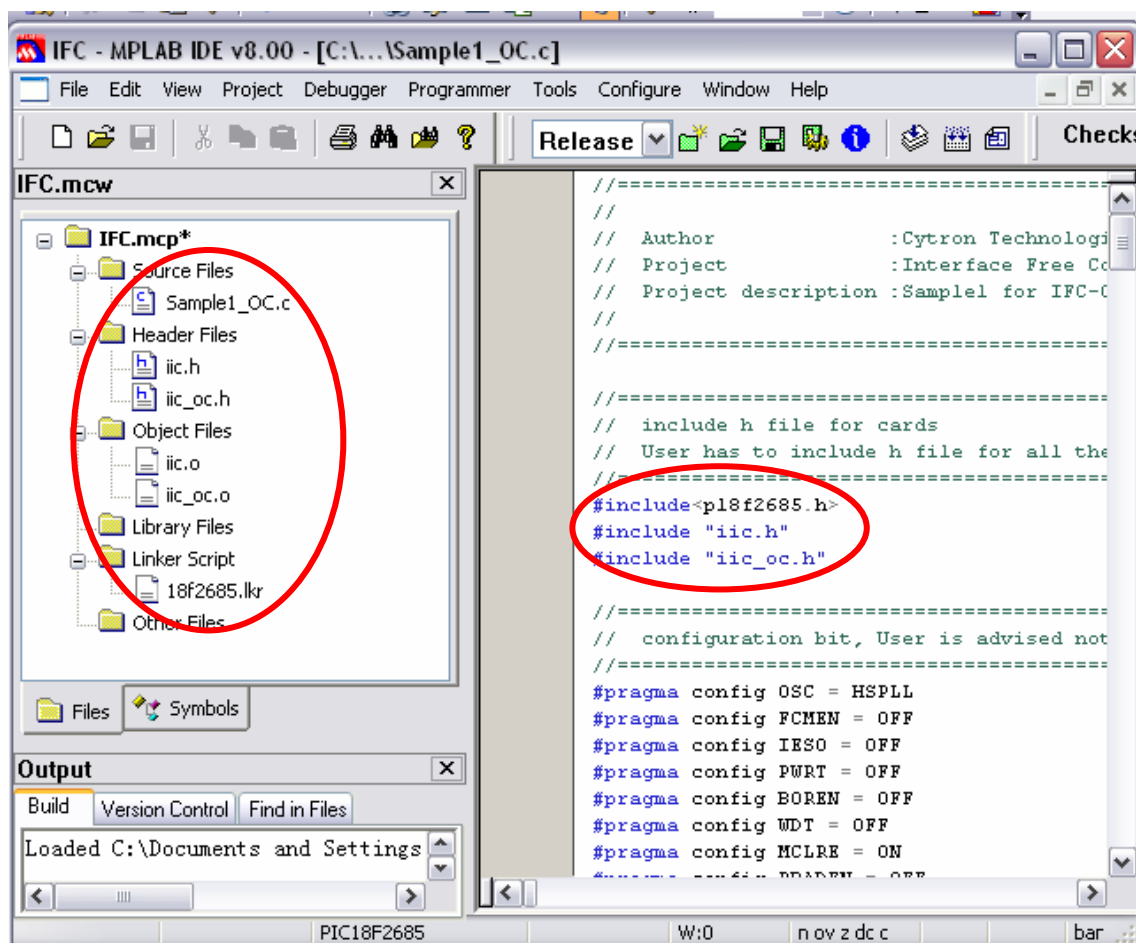 IFC - MPLAB IDE v8.00 - [C:\...\Sample1_OC.c]
File Edit View Project Debugger Programmer Tools Configure Window Help
Release
Checks
IFC.mcw
IFC.mcp*
Source Files
Sample1_OC.c
Header Files
iic.h
iic_oc.h
Object Files
iic.o
iic_oc.o
Library Files
Linker Script
18f2685.lkr
Other Files
Files Symbols
Output
Build Version Control Find in Files
Loaded C:\Documents and Settings
//========================================
//
// Author :Cytron Technologi
// Project :Interface Free Co
// Project description :Sample1 for IFC-O
//
//========================================
//========================================
// include h file for cards
// User has to include h file for all the
//========================================
#include<p18f2685.h>
#include "iic.h"
#include "iic_oc.h"
//========================================
// configuration bit, User is advised not
//========================================
#pragma config OSC = HSPLL
#pragma config FCMEN = OFF
#pragma config IESO = OFF
#pragma config PWRT = OFF
#pragma config BOREN = OFF
#pragma config WDT = OFF
#pragma config MCLRE = ON
#pragma config PBADEN = OFF
PIC18F2685 W:0 n ov z dc c bar